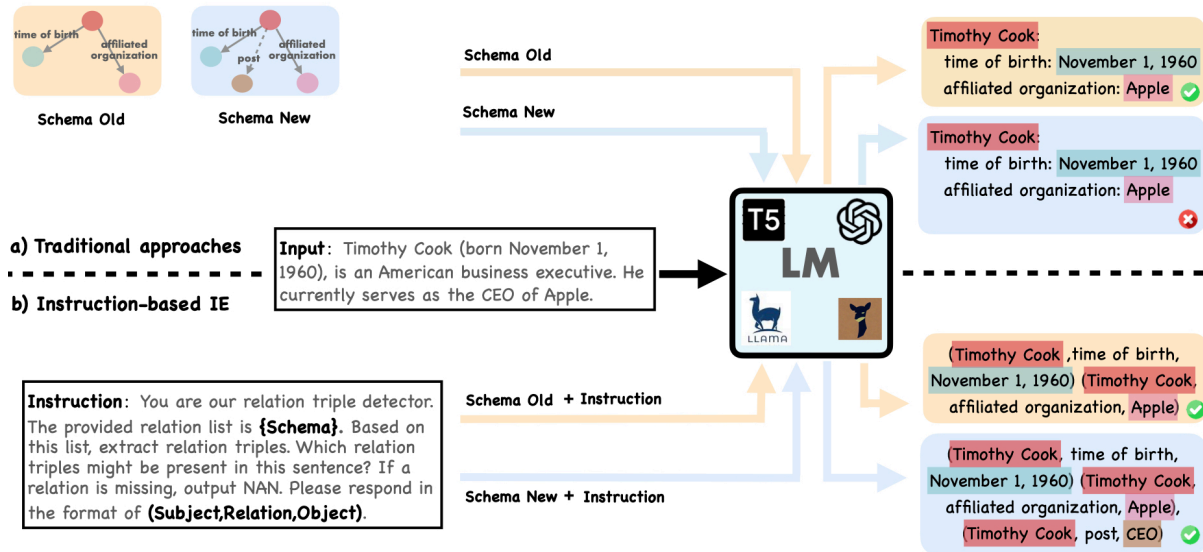 time of birth
affiliated
organization
Schema Old
time of birth
post
affiliated
organization
Schema New
Schema Old
Schema New
Timothy Cook:
time of birth: November 1, 1960
affiliated organization: Apple
Timothy Cook:
time of birth: November 1, 1960
affiliated organization: Apple
a) Traditional approaches
b) Instruction-based IE
Input: Timothy Cook (born November 1,
1960), is an American business executive. He
currently serves as the CEO of Apple.
T5
LM
LLAMA
Instruction: You are our relation triple detector.
The provided relation list is {Schema}. Based on
this list, extract relation triples. Which relation
triples might be present in this sentence? If a
relation is missing, output NAN. Please respond in
the format of (Subject,Relation,Object).
Schema Old + Instruction
Schema New + Instruction
(Timothy Cook ,time of birth,
November 1, 1960) (Timothy Cook,
affiliated organization, Apple)
(Timothy Cook, time of birth,
November 1, 1960) (Timothy Cook,
affiliated organization, Apple),
(Timothy Cook, post, CEO)